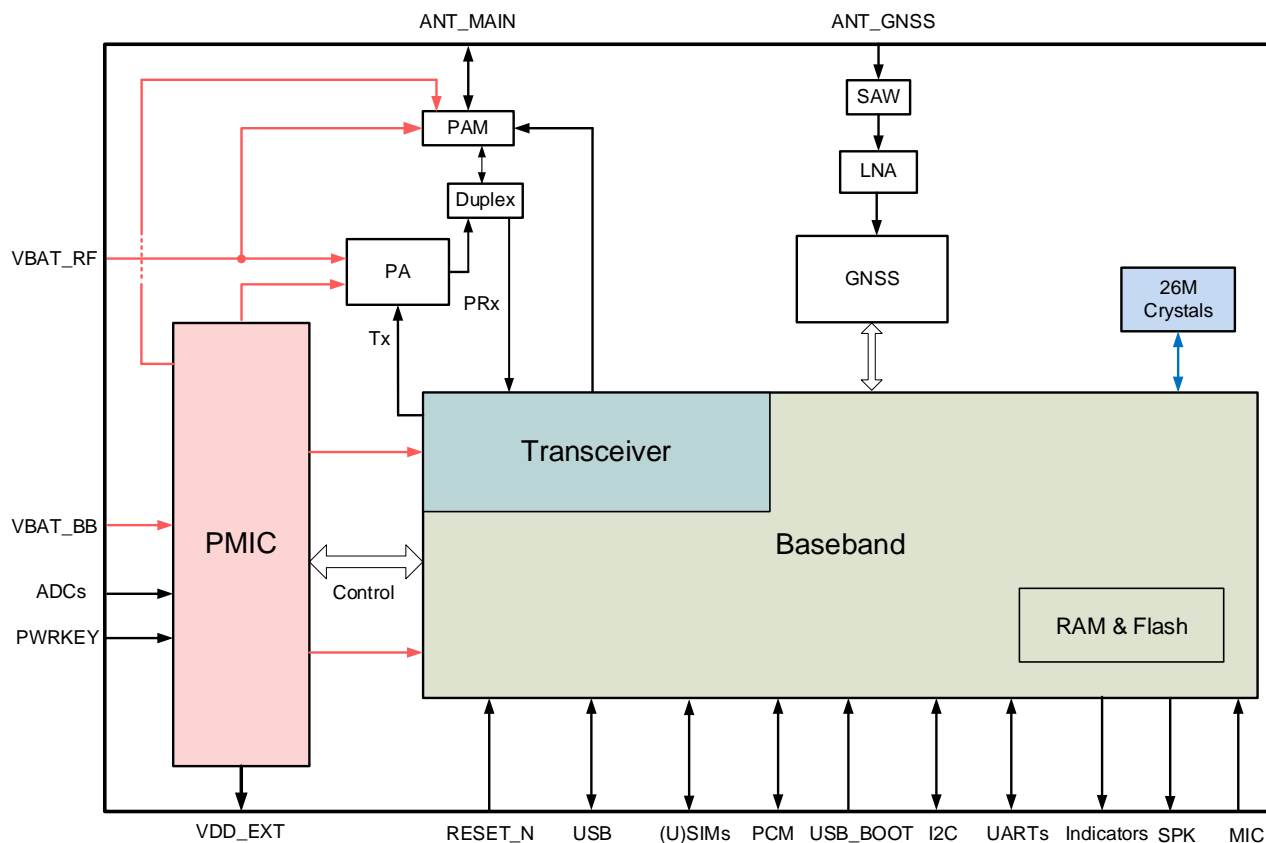 ANT_MAIN
ANT_GNSS
SAW
PAM
LNA
Duplex
VBAT_RF
PA
GNSS
26M
Crystals
PRx
Tx
Transceiver
VBAT_BB
PMIC
Baseband
ADCs
Control
PWRKEY
RAM & Flash
VDD_EXT
RESET_N
USB
(U)SIMs
PCM
USB_BOOT
I2C
UARTs
Indicators
SPK
MIC